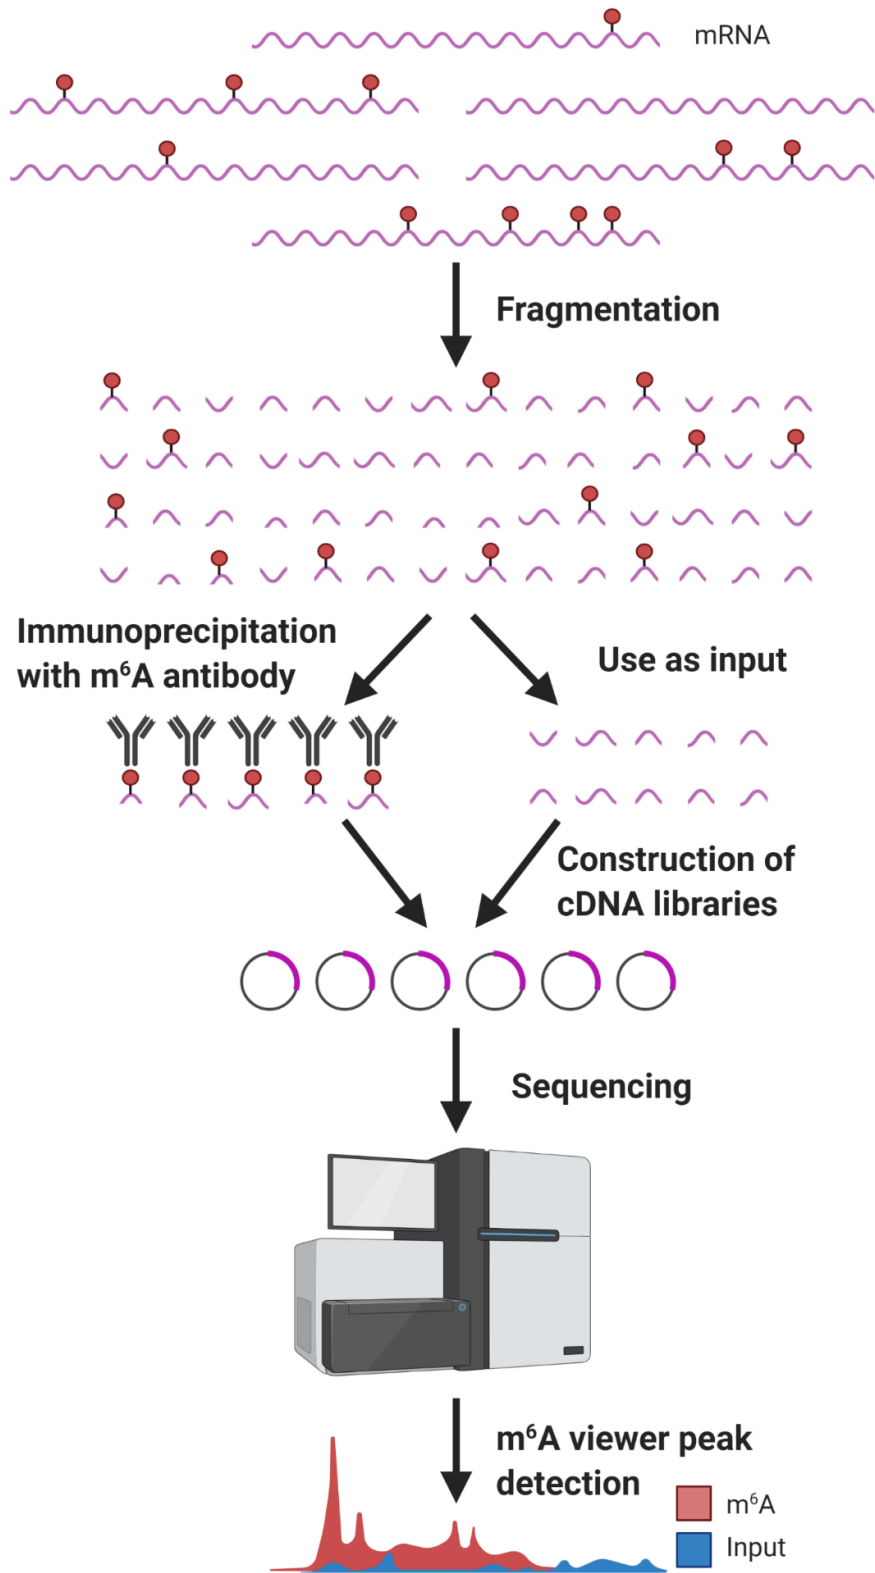 mRNA
Fragmentation
Immunoprecipitation
with m⁶A antibody
Use as input
Construction of
cDNA libraries
Sequencing
m⁶A viewer peak
detection
m⁶A
Input